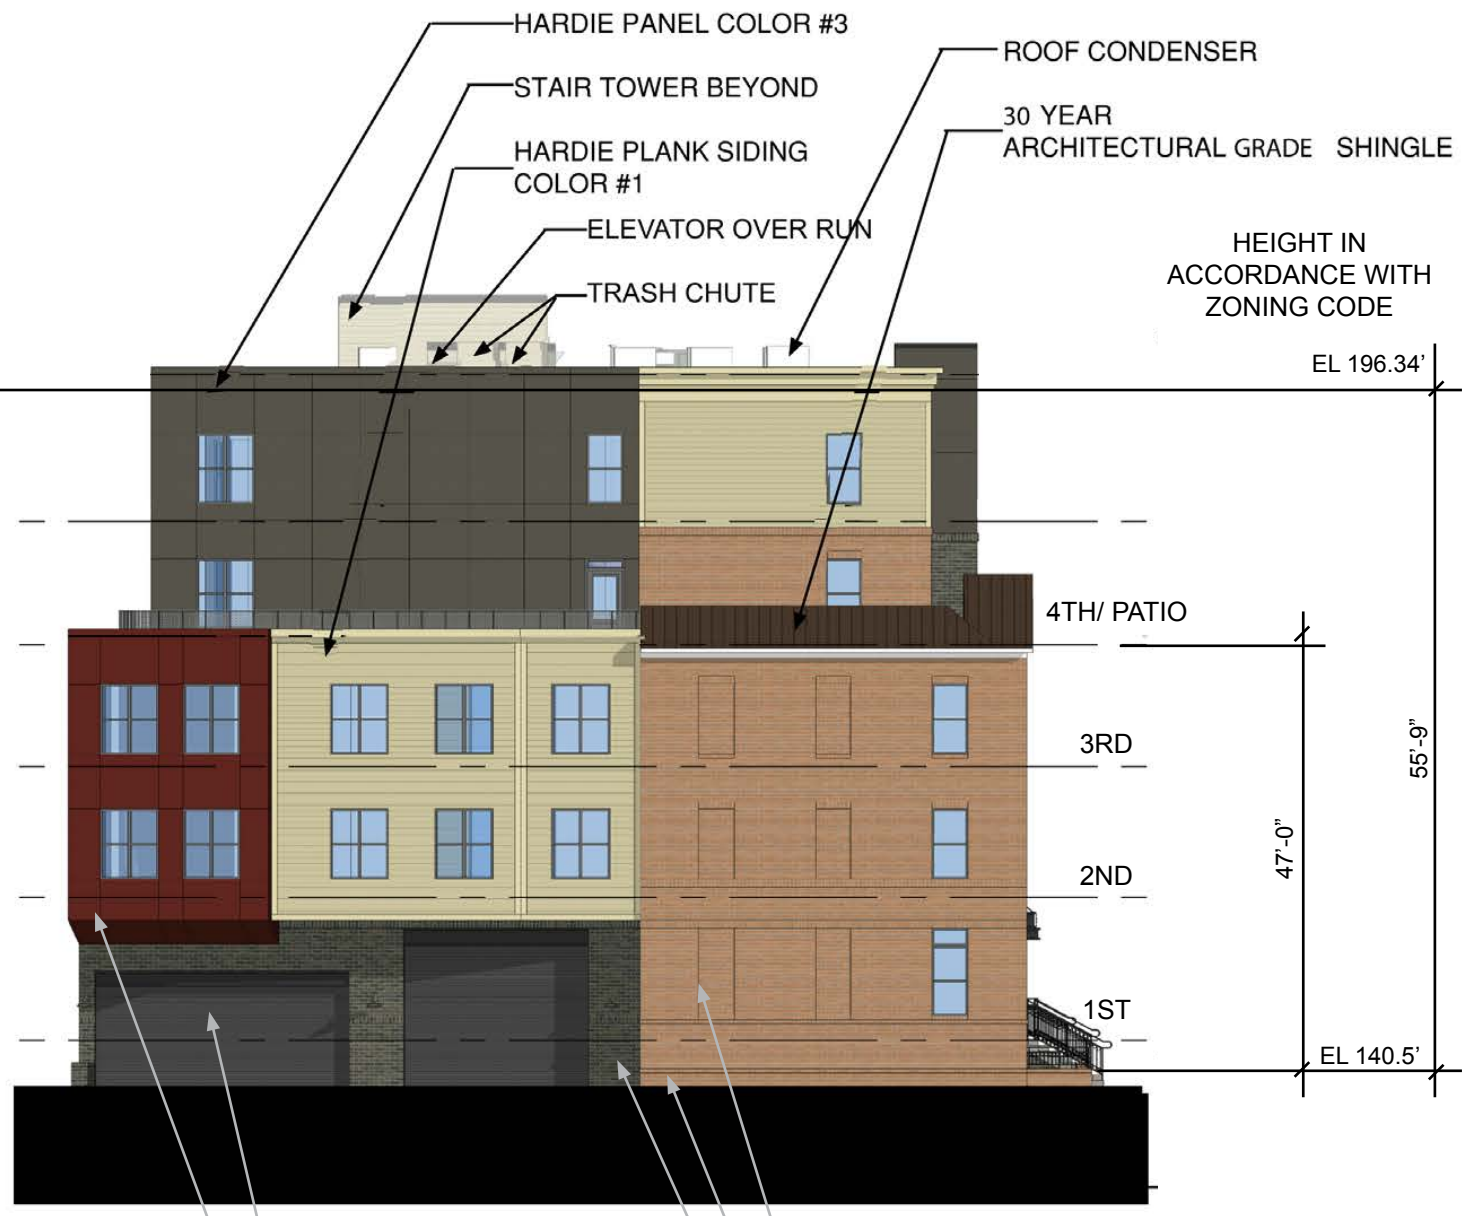 HARDIE PANEL COLOR #3
ROOF CONDENSER
STAIR TOWER BEYOND
30 YEAR
ARCHITECTURAL GRADE SHINGLE
HARDIE PLANK SIDING
COLOR #1
ELEVATOR OVER RUN
TRASH CHUTE
HEIGHT IN
ACCORDANCE WITH
ZONING CODE
EL 196.34’
4TH/ PATIO
3RD
55’-9”
47’-0”
2ND
1ST
EL 140.5’